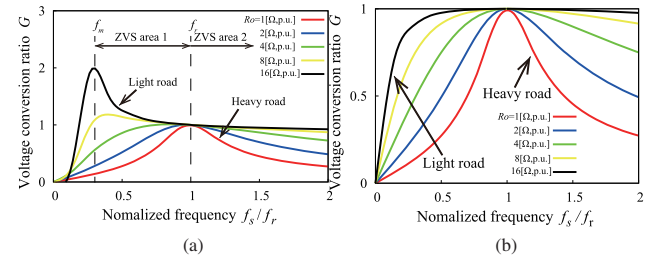 (a)
f_m
f_r
ZVS area 1
ZVS area 2
Ro=1[Ω,p.u.]
2[Ω,p.u.]
4[Ω,p.u.]
8[Ω,p.u.]
16[Ω,p.u.]
Light road
Heavy road
Voltage conversion ratio G
3
2
1
0
0
0.5
1
1.5
2
Nomalized frequency f_s/f_r
(a)
Voltage conversion ratio G
1
0.5
0
0
0.5
1
1.5
2
Heavy road
Light road
Ro=1[Ω,p.u.]
2[Ω,p.u.]
4[Ω,p.u.]
8[Ω,p.u.]
16[Ω,p.u.]
Nomalized frequency f_s/f_r
(b)